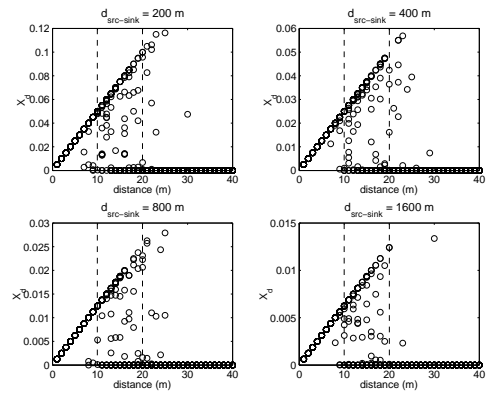 d_src-sink = 200 m
0.12
0.1
0.08
0.06
0.04
0.02
0
X_d
0 10 20 30 40
distance (m)
d_src-sink = 400 m
0.06
0.05
0.04
0.03
0.02
0.01
0
X_d
0 10 20 30 40
distance (m)
d_src-sink = 800 m
0.03
0.025
0.02
0.015
0.01
0.005
0
X_d
0 10 20 30 40
distance (m)
d_src-sink = 1600 m
0.015
0.01
0.005
0
X_d
0 10 20 30 40
distance (m)